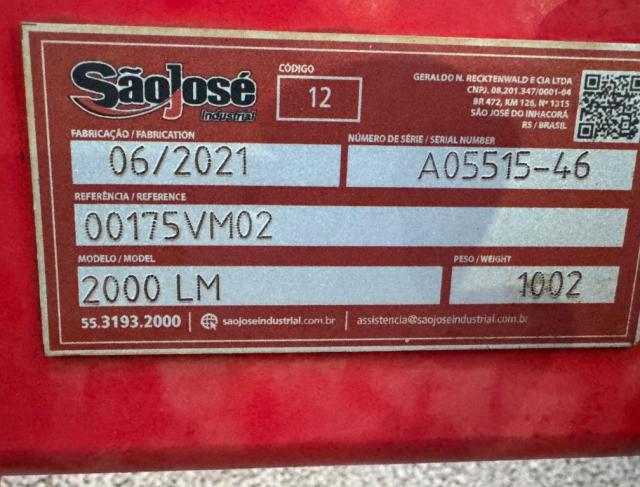 SãoJosé
Industrial
CÓDIGO
12
GERALDO N. RECKTENWALD E CIA LTDA
CNPJ. 08.201.347/0001-04
BR 472, KM 126, Nº 1315
SÃO JOSÉ DO INHACORÁ
RS / BRASIL
FABRICAÇÃO / FABRICATION
06/2021
NÚMERO DE SÉRIE / SERIAL NUMBER
A05515-46
REFERÊNCIA / REFERENCE
00175VM02
MODELO / MODEL
2000 LM
PESO / WEIGHT
1002
55.3193.2000 | saojoseindustrial.com.br | assistencia@saojoseindustrial.com.br